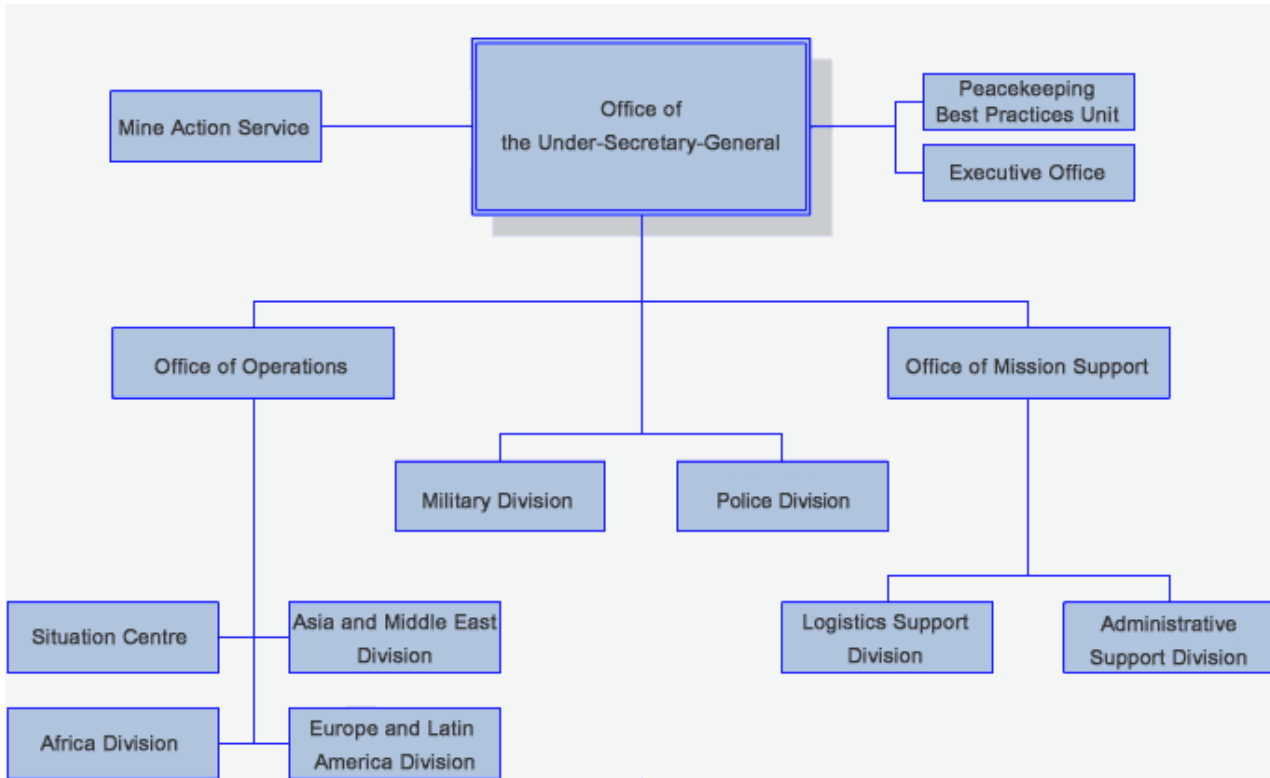 Office of
the Under-Secretary-General
Mine Action Service
Peacekeeping
Best Practices Unit
Executive Office
Office of Operations
Office of Mission Support
Military Division
Police Division
Situation Centre
Asia and Middle East
Division
Logistics Support
Division
Administrative
Support Division
Africa Division
Europe and Latin
America Division